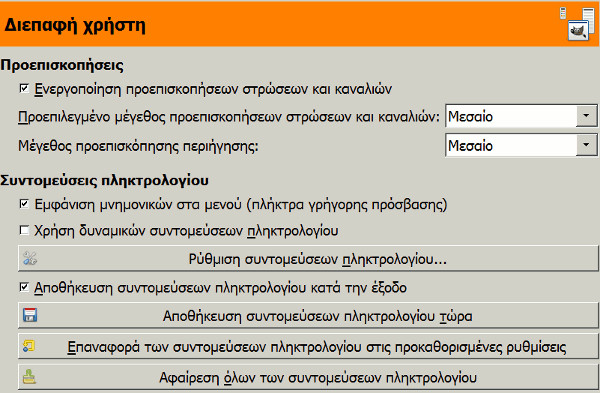 Διεπαφή χρήστη
Προεπισκοπήσεις
Ενεργοποίηση προεπισκοπήσεων στρώσεων και καναλιών
Προεπιλεγμένο μέγεθος προεπισκοπήσεων στρώσεων και καναλιών: Μεσαίο
Μέγεθος προεπισκόπησης περιήγησης: Μεσαίο
Συντομεύσεις πληκτρολογίου
Εμφάνιση μνημονικών στα μενού (πλήκτρα γρήγορης πρόσβασης)
Χρήση δυναμικών συντομεύσεων πληκτρολογίου
Ρύθμιση συντομεύσεων πληκτρολογίου...
Αποθήκευση συντομεύσεων πληκτρολογίου κατά την έξοδο
Αποθήκευση συντομεύσεων πληκτρολογίου τώρα
Επαναφορά των συντομεύσεων πληκτρολογίου στις προκαθορισμένες ρυθμίσεις
Αφαίρεση όλων των συντομεύσεων πληκτρολογίου